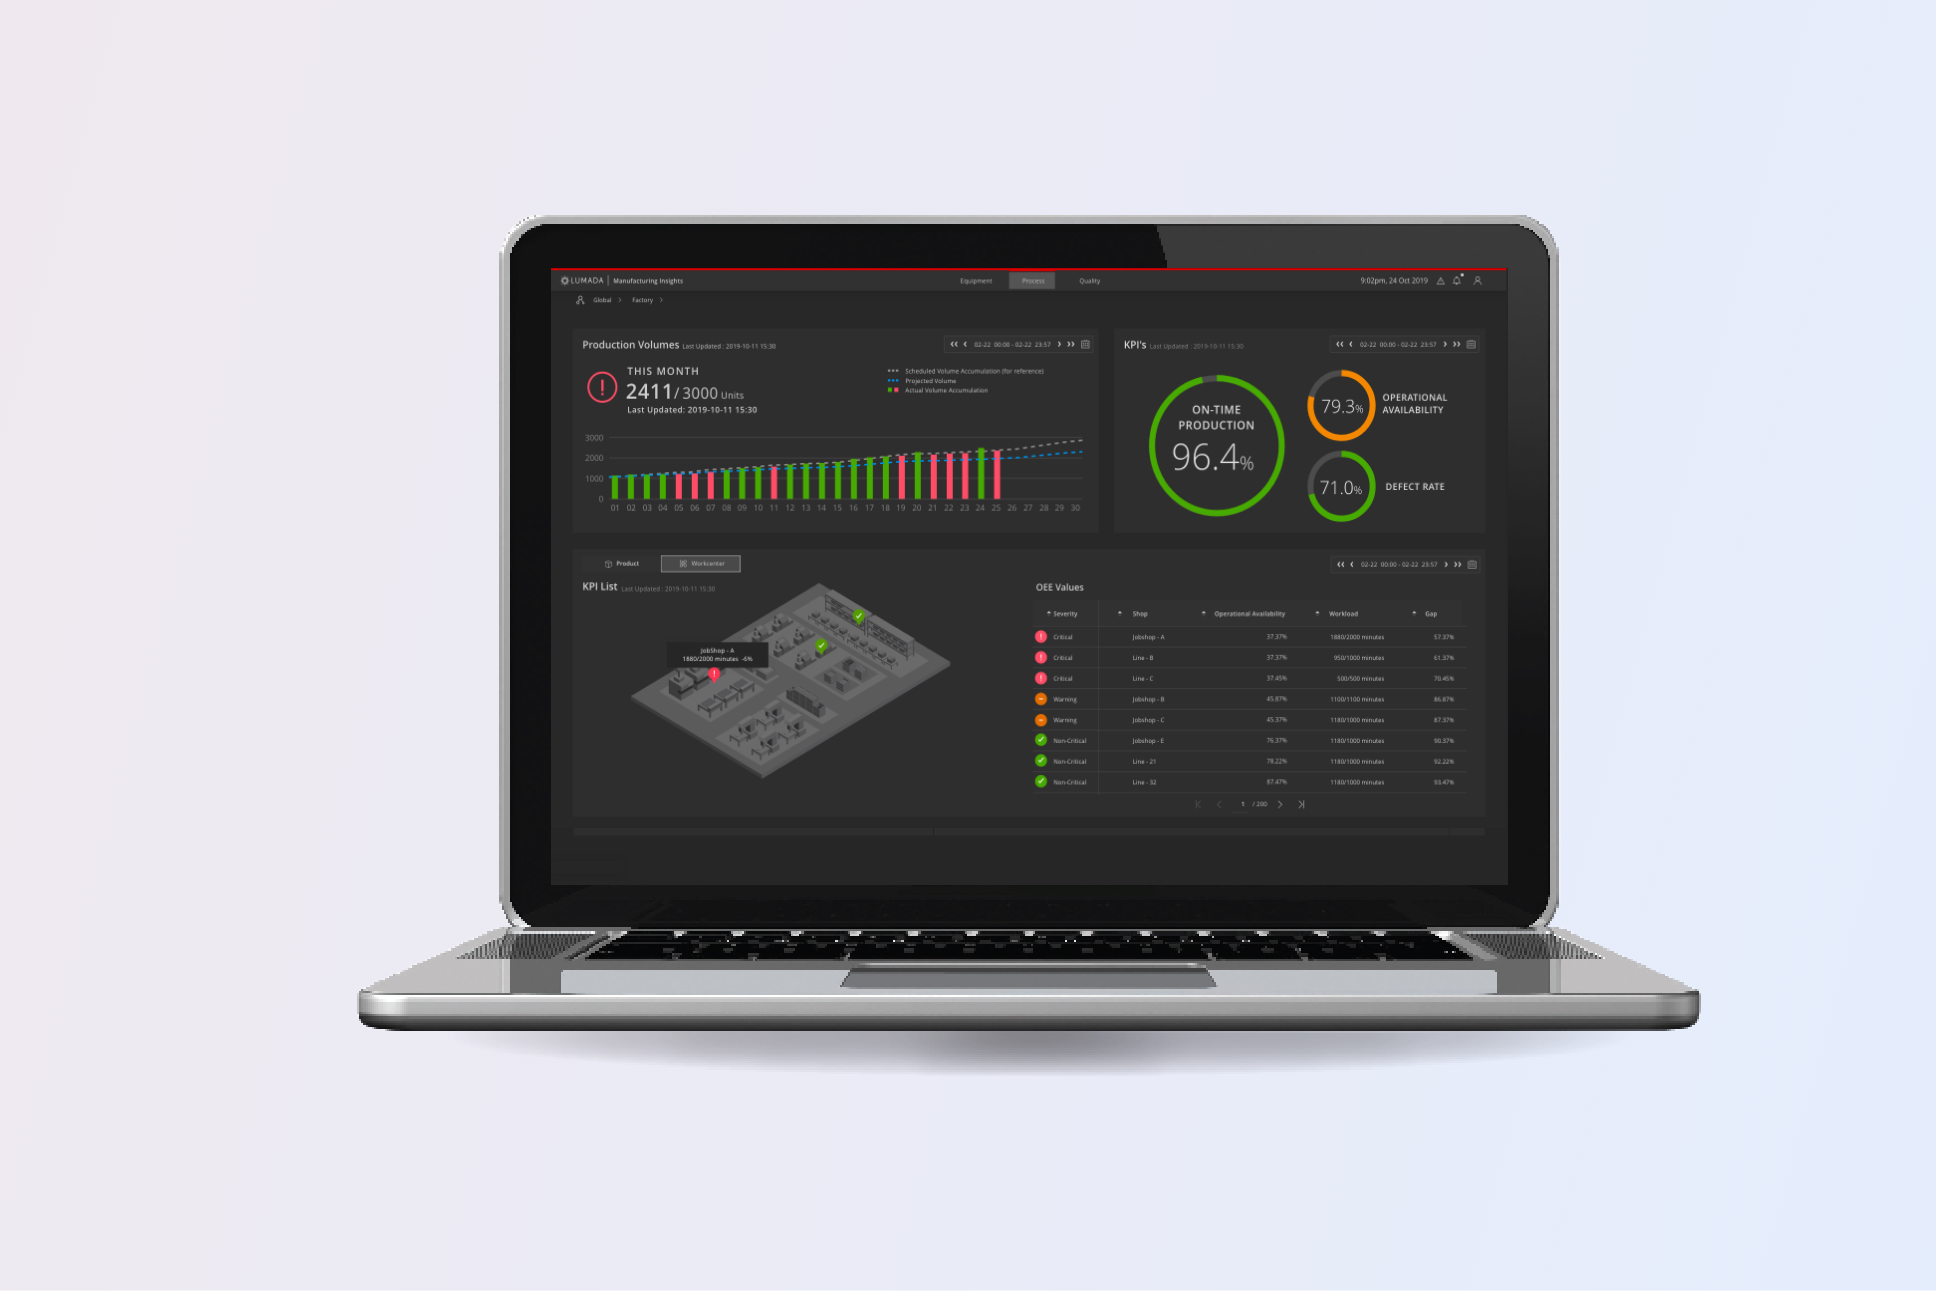 LUMADA | Manufacturing Insights
Equipment
Process
Quality
9:02pm, 24 Oct 2019
Global > Factory >
Production Volumes Last Updated : 2019-10-11 15:30
02-22 00:00 - 02-22 23:57
THIS MONTH
2411/ 3000 Units
Last Updated: 2019-10-11 15:30
Scheduled Volume Accumulation (for reference)
Projected Volume
Actual Volume Accumulation
3000
2000
1000
0
01 02 03 04 05 06 07 08 09 10 11 12 13 14 15 16 17 18 19 20 21 22 23 24 25 26 27 28 29 30
KPI's Last Updated : 2019-10-11 15:30
02-22 00:00 - 02-22 23:57
ON-TIME
PRODUCTION
96.4%
79.3%
OPERATIONAL
AVAILABILITY
71.0%
DEFECT RATE
Product
Workcenter
02-22 00:00 - 02-22 23:57
KPI List Last Updated : 2019-10-11 15:30
JobShop - A
1880/2000 minutes -6%
OEE Values
Severity Shop Operational Availability Workload Gap
Critical Jobshop - A 37.37% 1880/2000 minutes 57.37%
Critical Line - B 37.37% 950/1000 minutes 61.37%
Critical Line - C 37.45% 500/500 minutes 70.45%
Warning Jobshop - B 45.87% 1100/1100 minutes 86.87%
Warning Jobshop - C 45.37% 1180/1000 minutes 87.37%
Non-Critical Jobshop - E 76.37% 1180/1000 minutes 90.37%
Non-Critical Line - 21 78.22% 1180/1000 minutes 92.22%
Non-Critical Line - 32 87.47% 1180/1000 minutes 93.47%
1 / 200